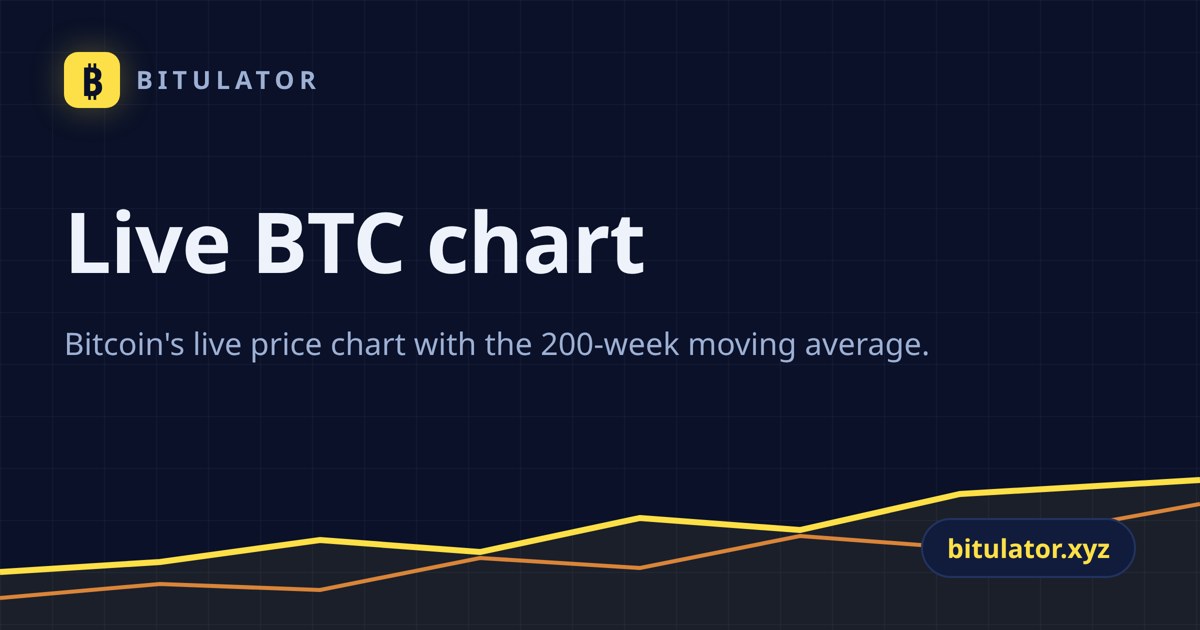 ₿ BITULATOR
Live BTC chart
Bitcoin's live price chart with the 200-week moving average.
bitulator.xyz